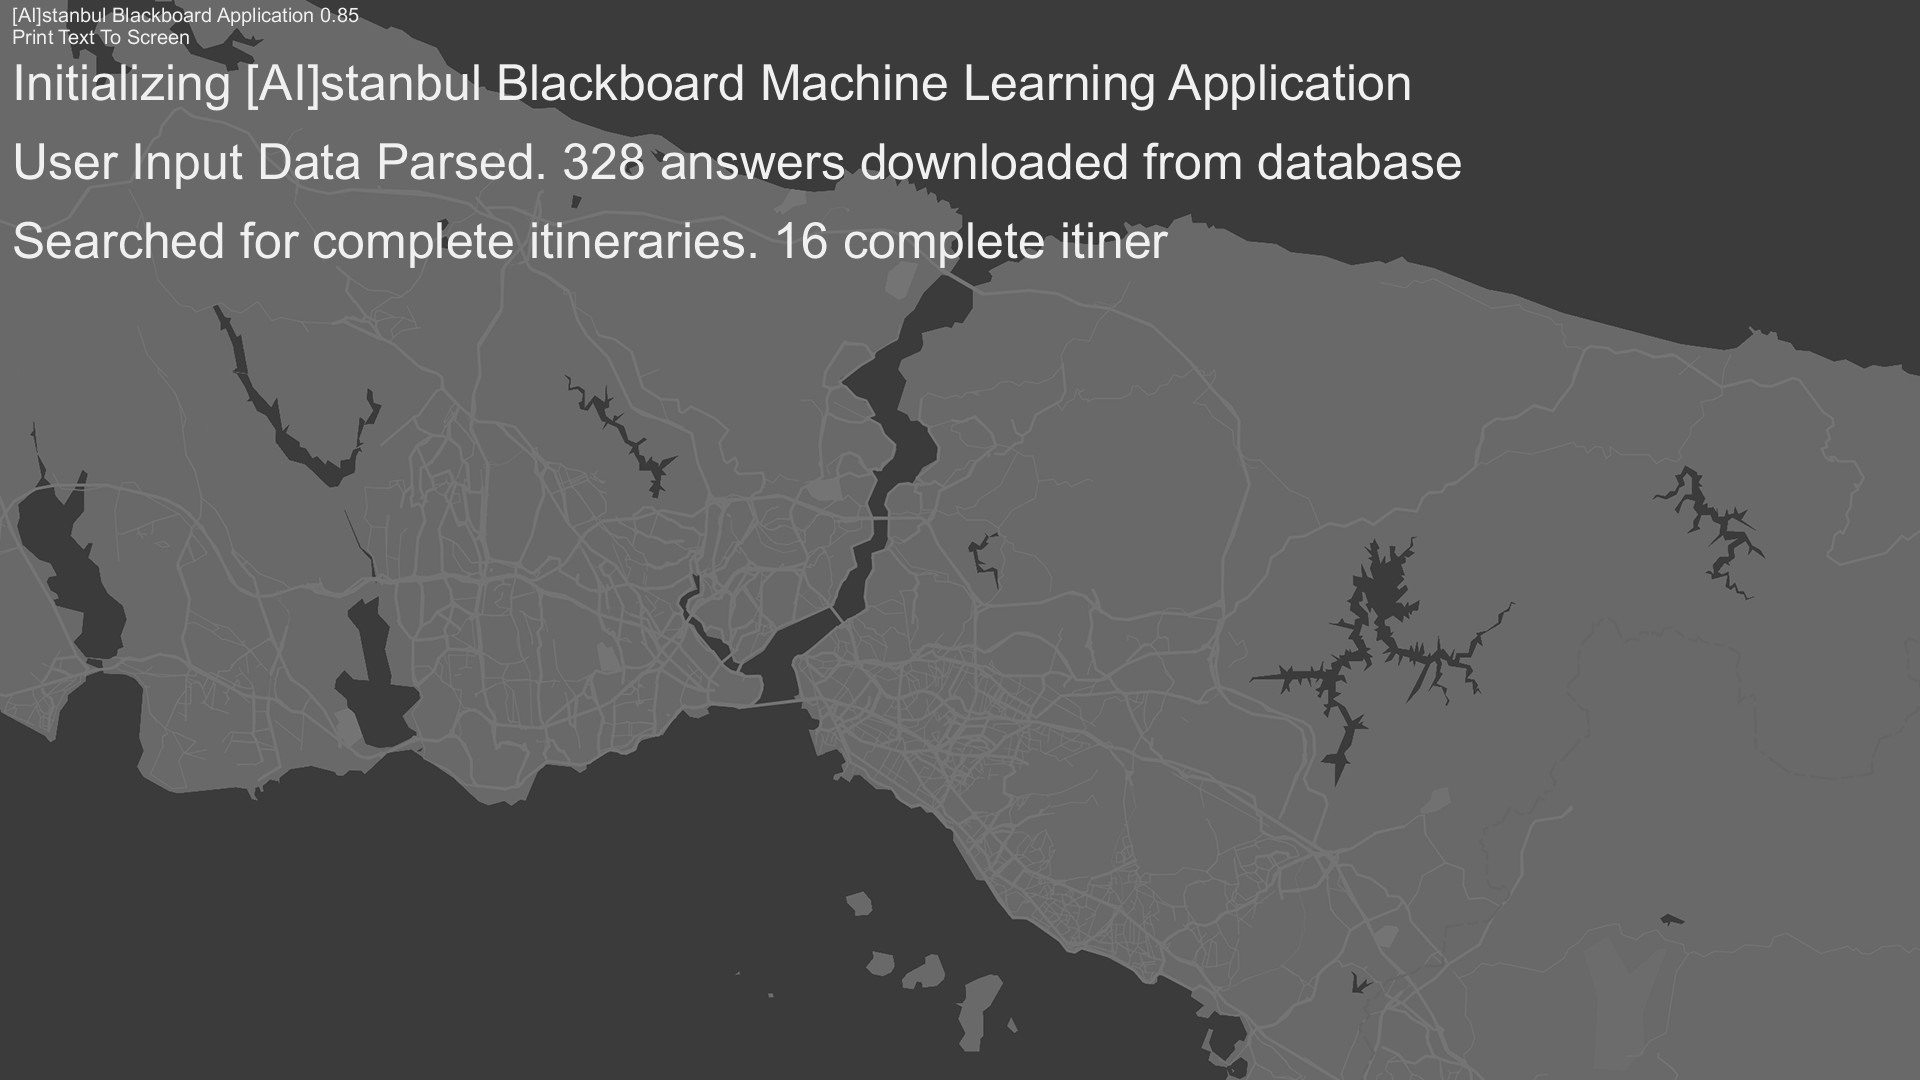 [AI]stanbul Blackboard Application 0.85
Print Text To Screen
Initializing [AI]stanbul Blackboard Machine Learning Application
User Input Data Parsed. 328 answers downloaded from database
Searched for complete itineraries. 16 complete itiner